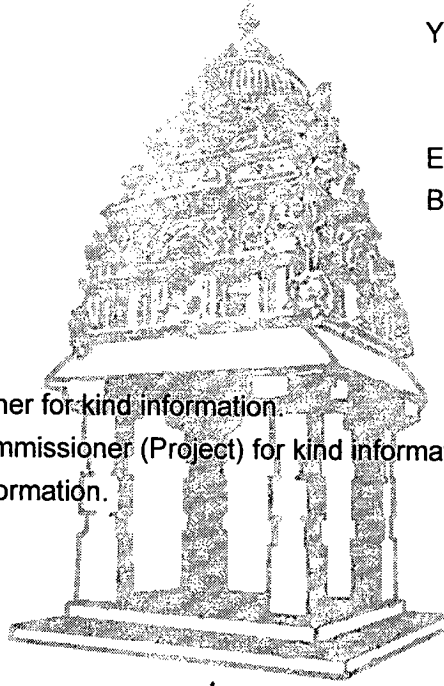 Y
E
B
ner for kind information.
mmissioner (Project) for kind informa
ormation.